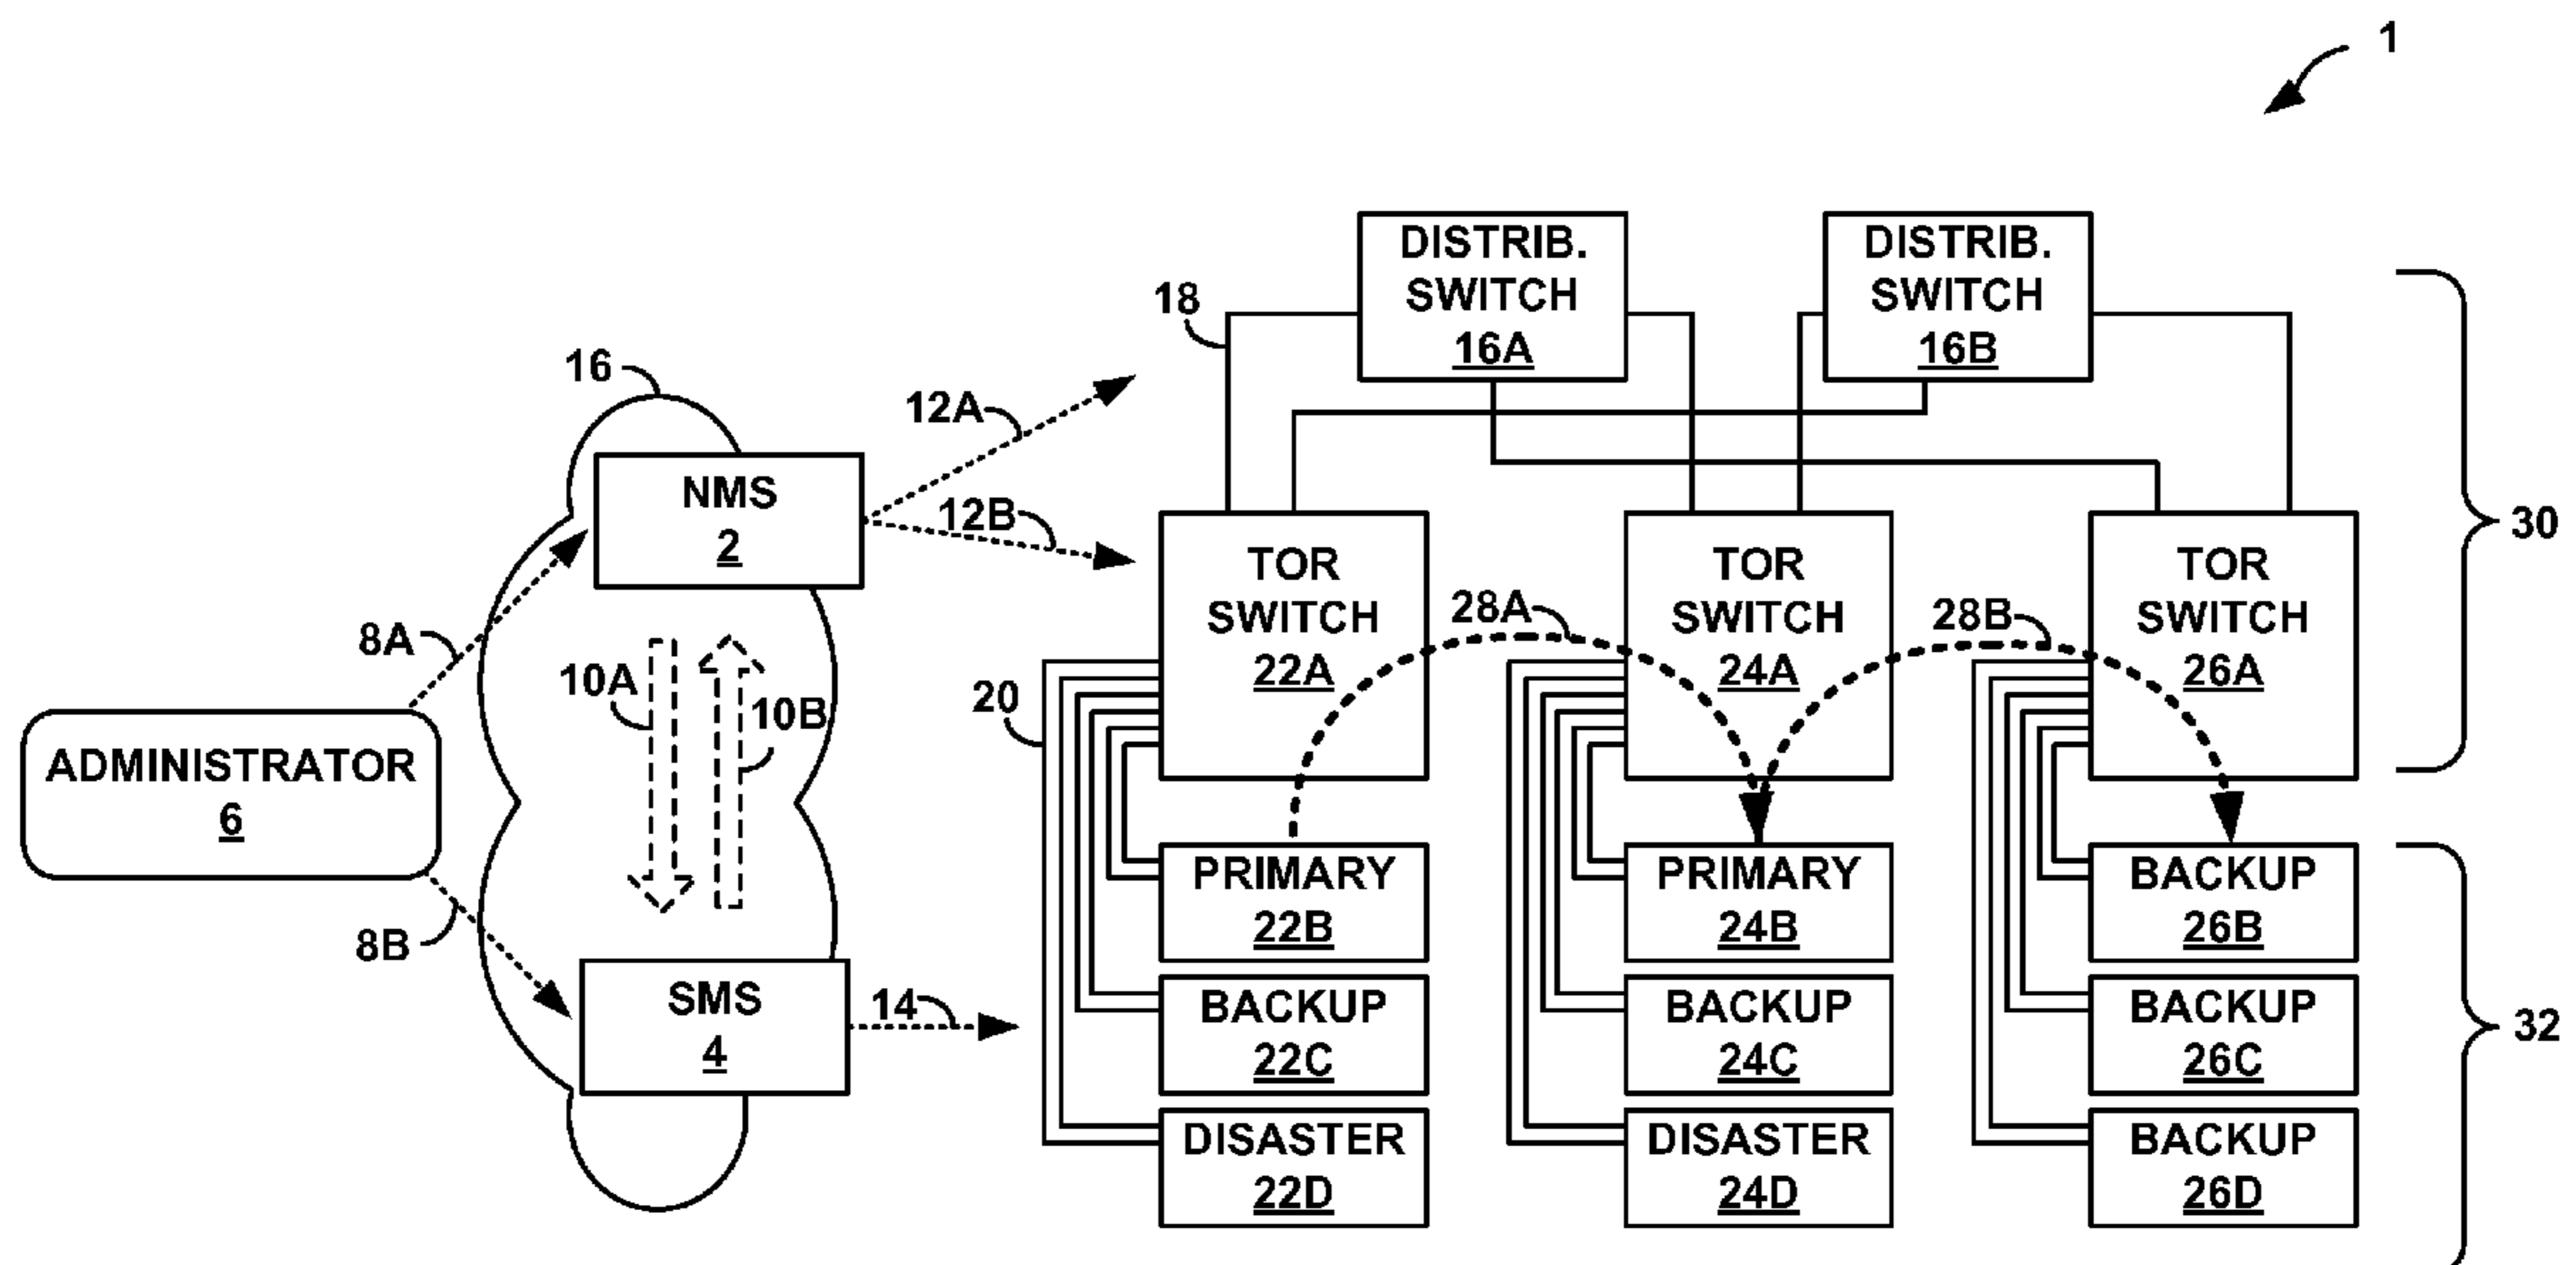 1
DISTRIB.
SWITCH
16A
DISTRIB.
SWITCH
16B
18
16
12A
NMS
2
12B
TOR
SWITCH
22A
TOR
SWITCH
24A
TOR
SWITCH
26A
30
28A
28B
8A
10A
10B
20
ADMINISTRATOR
6
8B
PRIMARY
22B
PRIMARY
24B
BACKUP
26B
SMS
4
14
BACKUP
22C
BACKUP
24C
BACKUP
26C
32
DISASTER
22D
DISASTER
24D
BACKUP
26D